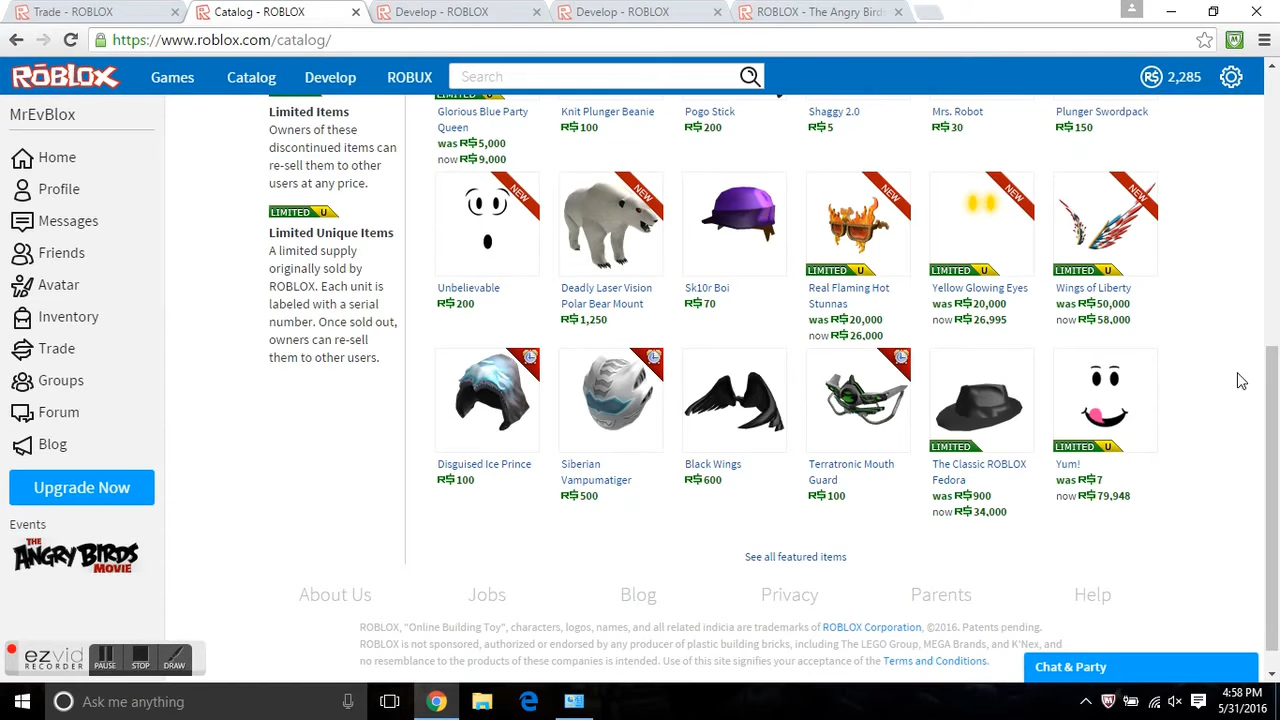 Trade - ROBLOX
Catalog - ROBLOX
Develop - ROBLOX
Develop - ROBLOX
ROBLOX - The Angry Birds
https://www.roblox.com/catalog/
ROBLOX
Games
Catalog
Develop
ROBUX
Search
R$ 2,285
MrEvBlox
Home
Profile
Messages
Friends
Avatar
Inventory
Trade
Groups
Forum
Blog
Upgrade Now
Events
THE
ANGRY BIRDS
MOVIE
Limited Items
Owners of these
discontinued items can
re-sell them to other
users at any price.
LIMITED U
Limited Unique Items
A limited supply
originally sold by
ROBLOX. Each unit is
labeled with a serial
number. Once sold out,
owners can re-sell
them to other users.
LIMITED U
Glorious Blue Party
Queen
was R$5,000
now R$9,000
Knit Plunger Beanie
R$100
Pogo Stick
R$200
Shaggy 2.0
R$5
Mrs. Robot
R$30
Plunger Swordpack
R$150
NEW
Unbelievable
R$200
NEW
Deadly Laser Vision
Polar Bear Mount
R$1,250
Sk10r Boi
R$70
NEW
LIMITED U
Real Flaming Hot
Stunnas
was R$20,000
now R$26,000
NEW
LIMITED U
Yellow Glowing Eyes
was R$20,000
now R$26,995
NEW
LIMITED U
Wings of Liberty
was R$50,000
now R$58,000
Disguised Ice Prince
R$100
Siberian
Vampumatiger
R$500
Black Wings
R$600
Terratronic Mouth
Guard
R$100
LIMITED
The Classic ROBLOX
Fedora
was R$900
now R$34,000
LIMITED U
Yum!
was R$7
now R$79,948
See all featured items
About Us
Jobs
Blog
Privacy
Parents
Help
ROBLOX, "Online Building Toy", characters, logos, names, and all related indicia are trademarks of ROBLOX Corporation, ©2016. Patents pending.
ROBLOX is not sponsored, authorized or endorsed by any producer of plastic building bricks, including The LEGO Group, MEGA Brands, and K'Nex, and
no resemblance to the products of these companies is intended. Use of this site signifies your acceptance of the Terms and Conditions.
Chat & Party
ezvid
RECORDER
PAUSE
STOP
DRAW
Ask me anything
4:58 PM
5/31/2016